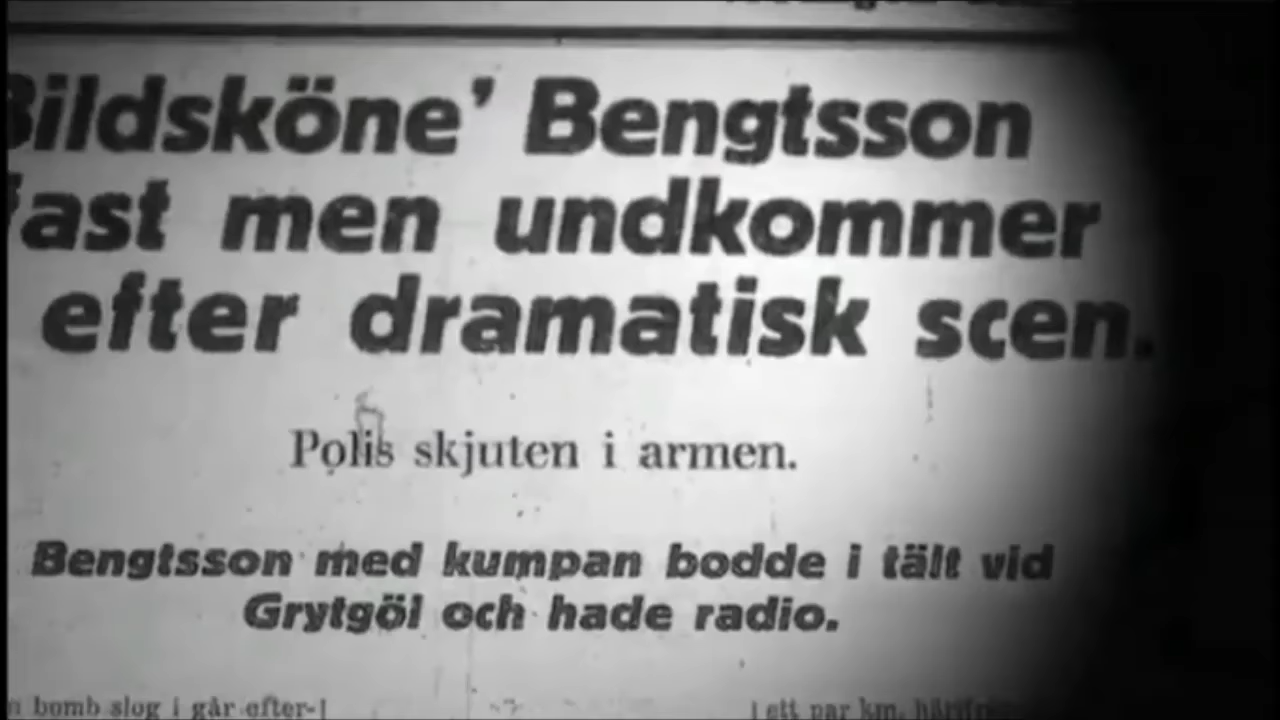 Bildsköne' Bengtsson
fast men undkommer
efter dramatisk scen.
Polis skjuten i armen.
Bengtsson med kumpan bodde i tält vid
Grytgöl och hade radio.
bomb slog i går efter-
i ett par km.